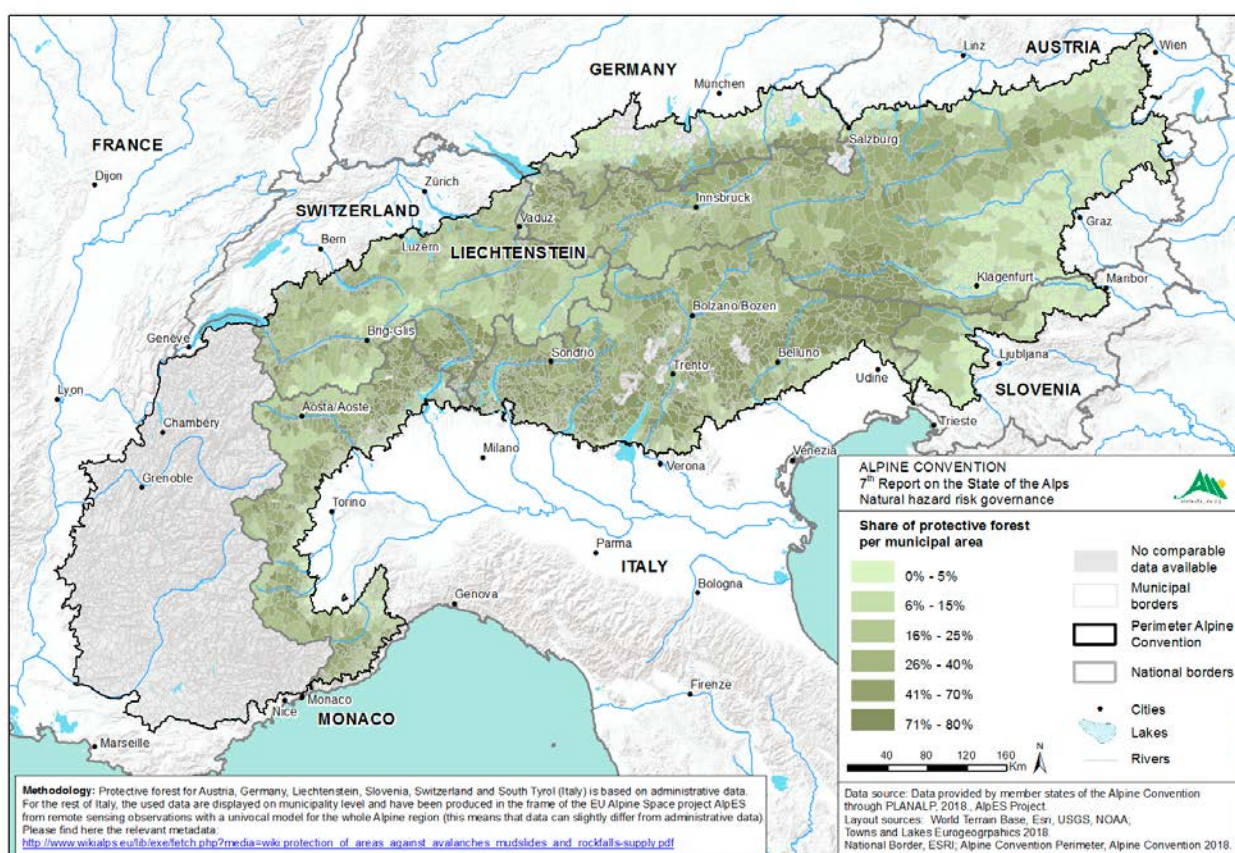 FRANCE
GERMANY
AUSTRIA
SWITZERLAND
LIECHTENSTEIN
SLOVENIA
ITALY
MONACO
Linz
Wien
München
Salzburg
Dijon
Zürich
Innsbruck
Vaduz
Graz
Bern
Luzern
Klagenfurt
Maribor
Bolzano/Bozen
Genève
Brig-Glis
Sondrio
Trento
Belluno
Ljubljana
Udine
Lyon
Aosta/Aoste
Chambéry
Trieste
Milano
Verona
Venezia
Grenoble
Torino
Parma
Bologna
Genova
Firenze
Nice
Monaco
Marseille
ALPINE CONVENTION
7th Report on the State of the Alps
Natural hazard risk governance
Share of protective forest
per municipal area
0% - 5%
6% - 15%
16% - 25%
26% - 40%
41% - 70%
71% - 80%
No comparable
data available
Municipal
borders
Perimeter Alpine
Convention
National borders
Cities
Lakes
Rivers
40 80 120 160
Km
N
Data source: Data provided by member states of the Alpine Convention
through PLANALP, 2018., AlpES Project.
Layout sources: World Terrain Base, Esri, USGS, NOAA;
Towns and Lakes Eurogeogrpahics 2018.
National Border, ESRI; Alpine Convention Perimeter, Alpine Convention 2018.
Methodology: Protective forest for Austria, Germany, Liechtenstein, Slovenia, Switzerland and South Tyrol (Italy) is based on administrative data.
For the rest of Italy, the used data are displayed on municipality level and have been produced in the frame of the EU Alpine Space project AlpES
from remote sensing observations with a univocal model for the whole Alpine region (this means that data can slightly differ from administrative data)
Please find here the relevant metadata:
http://www.wikialps.eu/lib/exe/fetch.php?media=wiki:protection_of_areas_against_avalanches_mudslides_and_rockfalls-supply.pdf